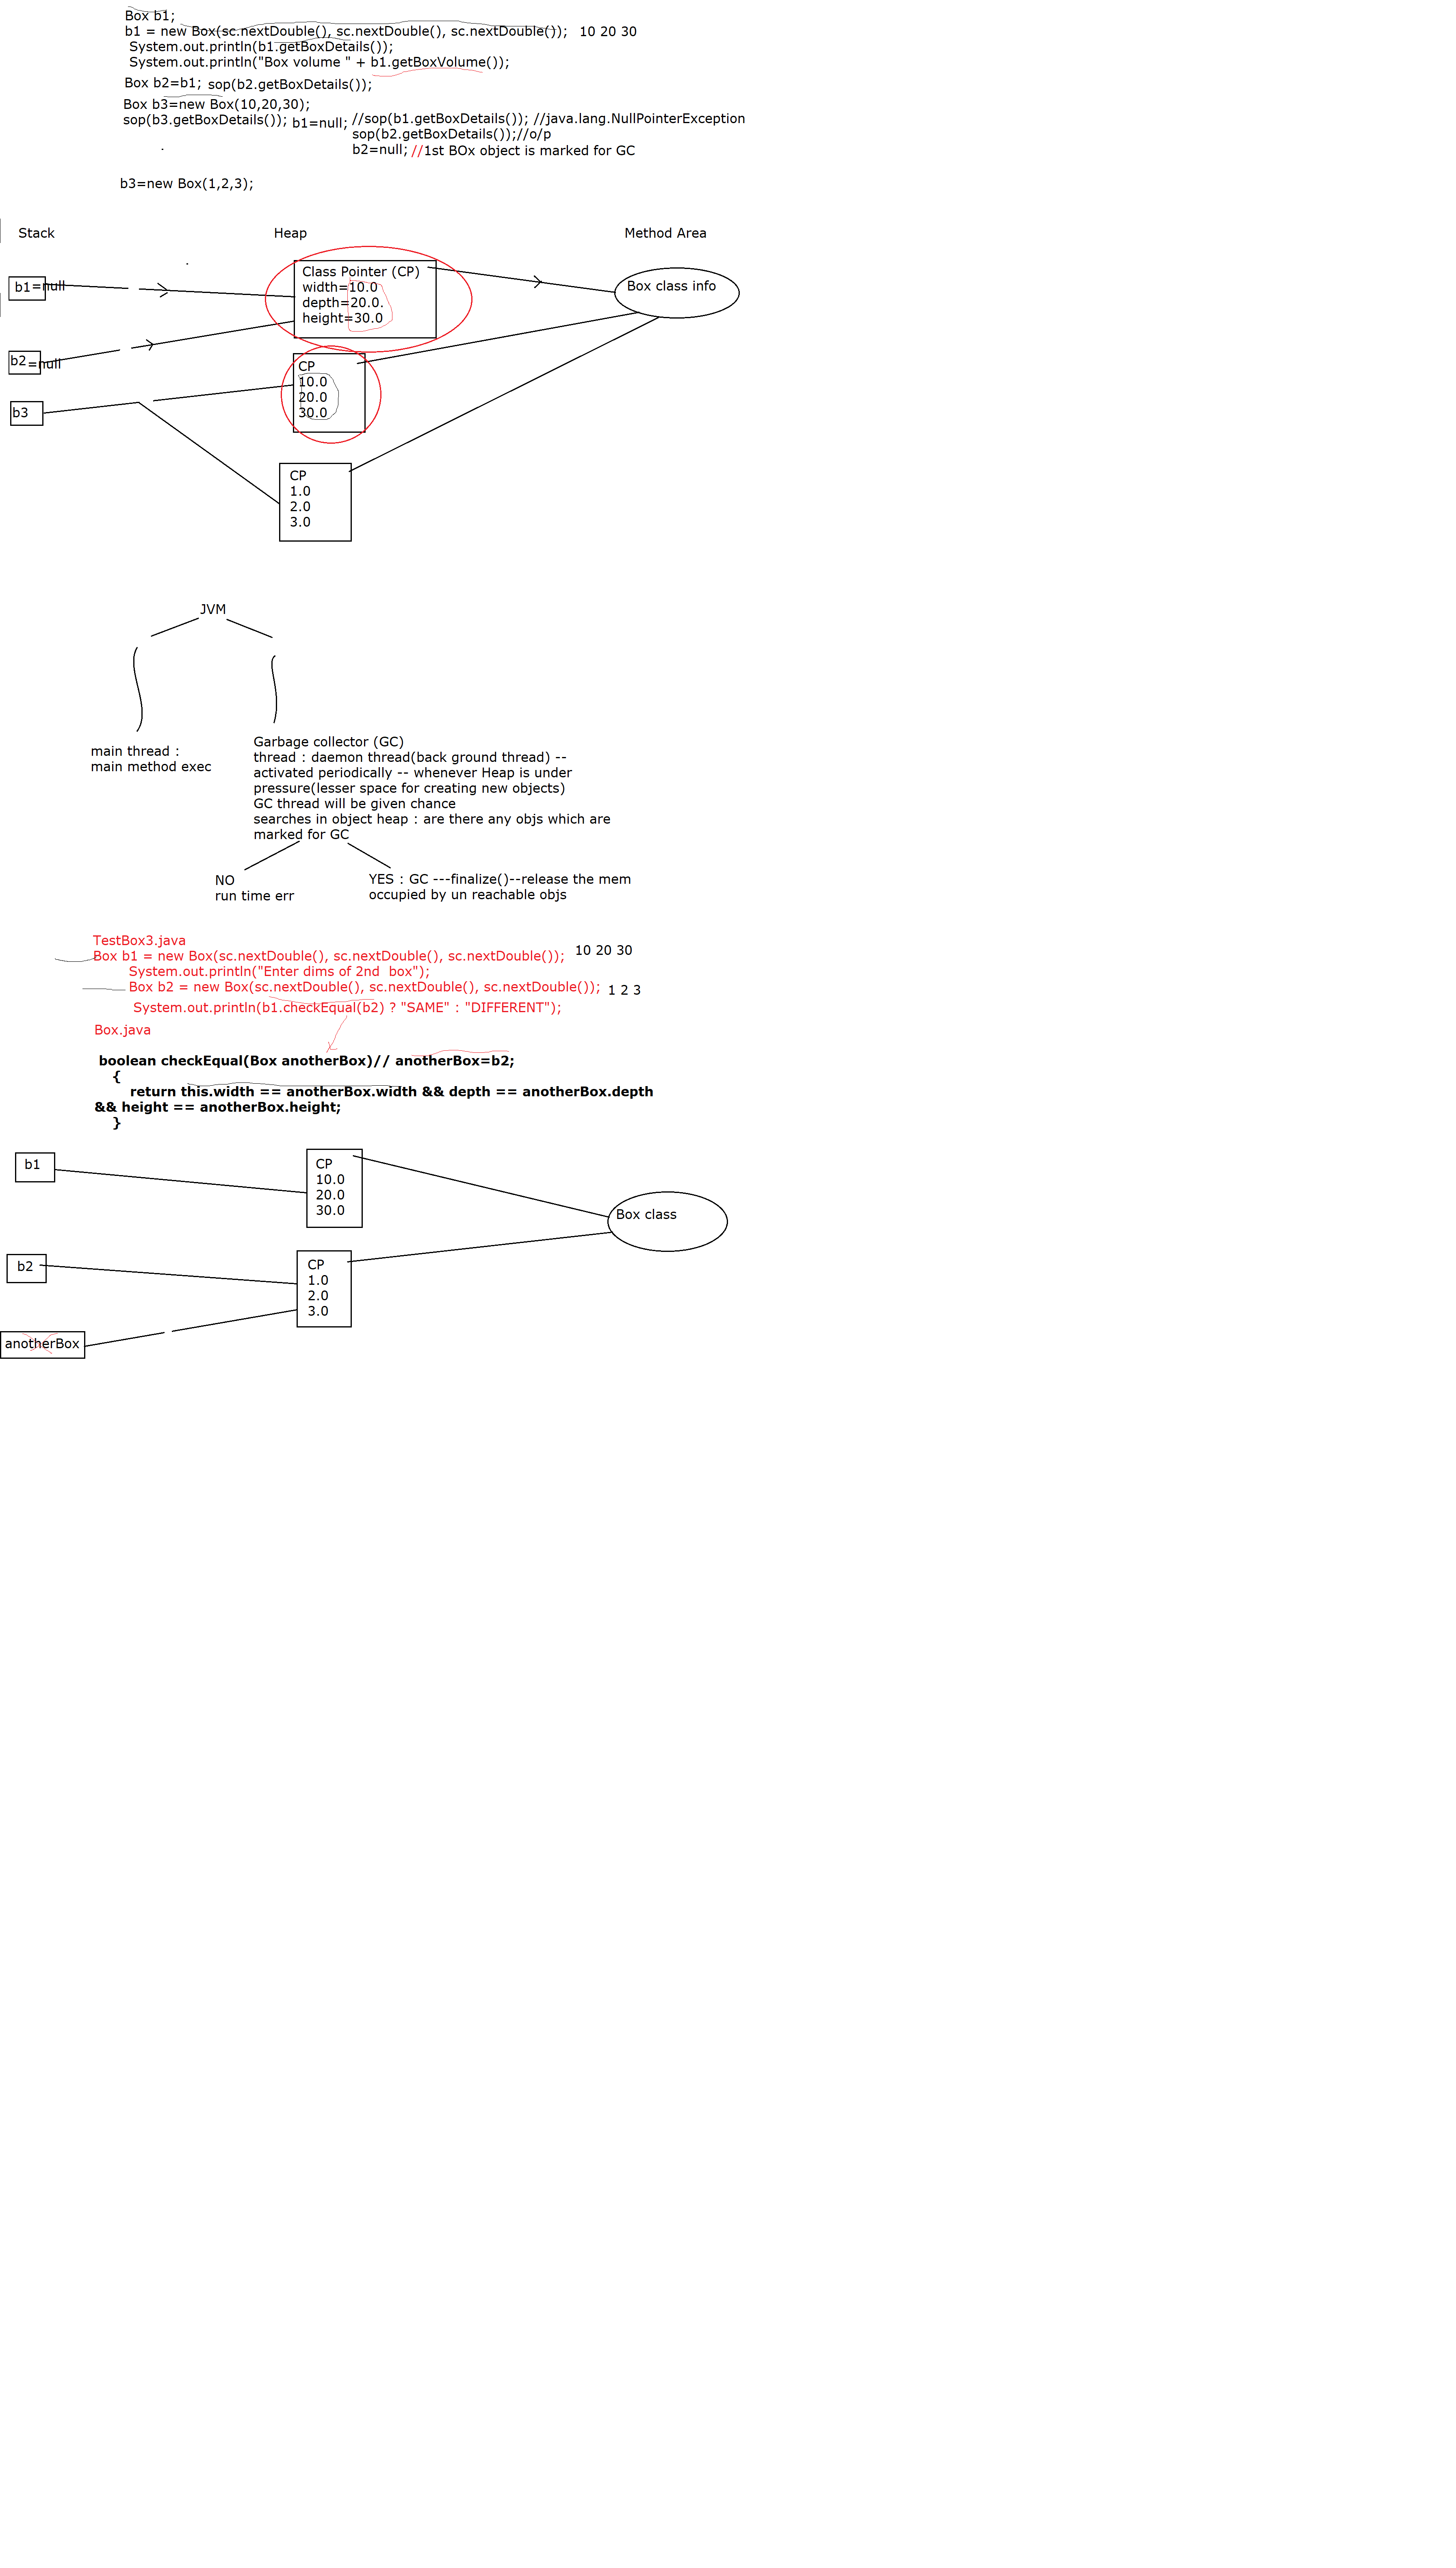 Box b1;
b1 = new Box(sc.nextDouble(), sc.nextDouble(), sc.nextDouble()); 10 20 30
System.out.println(b1.getBoxDetails());
System.out.println("Box volume " + b1.getBoxVolume());
Box b2=b1; sop(b2.getBoxDetails());
Box b3=new Box(10,20,30);
sop(b3.getBoxDetails()); b1=null; //sop(b1.getBoxDetails()); //java.lang.NullPointerException
sop(b2.getBoxDetails());//o/p
b2=null; //1st BOx object is marked for GC
b3=new Box(1,2,3);
Stack Heap Method Area
b1=null
Class Pointer (CP)
width=10.0
depth=20.0.
height=30.0
Box class info
b2=null
CP
10.0
20.0
30.0
b3
CP
1.0
2.0
3.0
JVM
main thread :
main method exec
Garbage collector (GC)
thread : daemon thread(back ground thread) --
activated periodically -- whenever Heap is under
pressure(lesser space for creating new objects)
GC thread will be given chance
searches in object heap : are there any objs which are
marked for GC
NO
run time err
YES : GC ---finalize()--release the mem
occupied by un reachable objs
TestBox3.java
Box b1 = new Box(sc.nextDouble(), sc.nextDouble(), sc.nextDouble()); 10 20 30
System.out.println("Enter dims of 2nd  box");
Box b2 = new Box(sc.nextDouble(), sc.nextDouble(), sc.nextDouble()); 1 2 3
System.out.println(b1.checkEqual(b2) ? "SAME" : "DIFFERENT");
Box.java
boolean checkEqual(Box anotherBox)// anotherBox=b2;
{
return this.width == anotherBox.width && depth == anotherBox.depth
&& height == anotherBox.height;
}
b1
CP
10.0
20.0
30.0
Box class
b2
CP
1.0
2.0
3.0
anotherBox